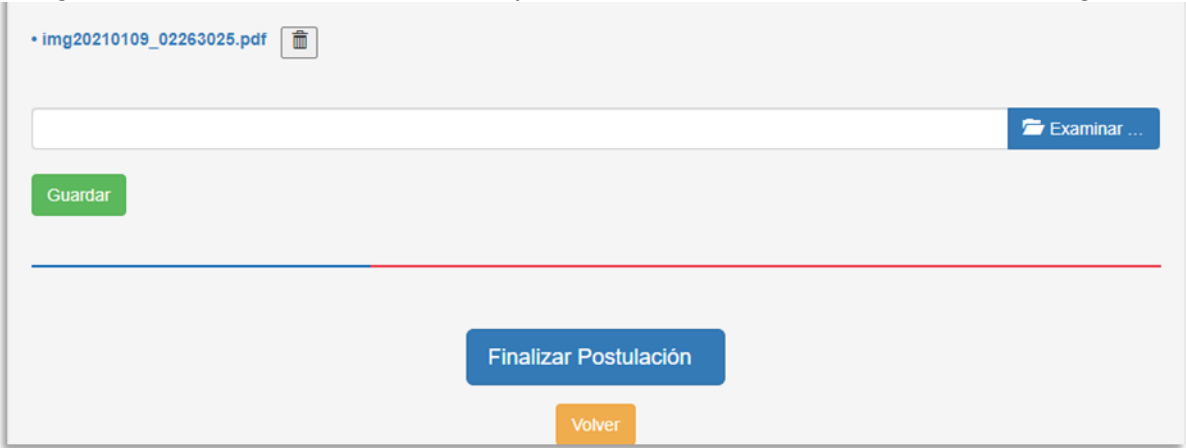 • img20210109_02263025.pdf
Examinar ...
Guardar
Finalizar Postulación
Volver